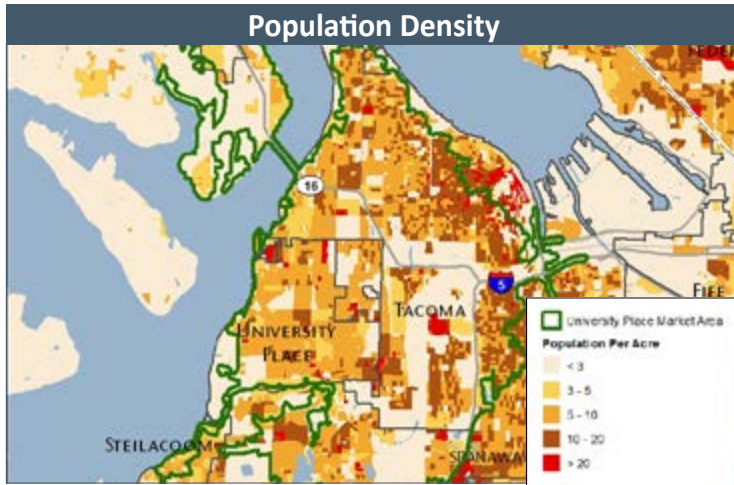 Population Density
16
TACOMA
5
FIFE
UNIVERSITY
PLACE
STEILACOOM
University Place Market Area
Population Per Acre
< 3
3 - 5
5 - 10
10 - 20
> 20